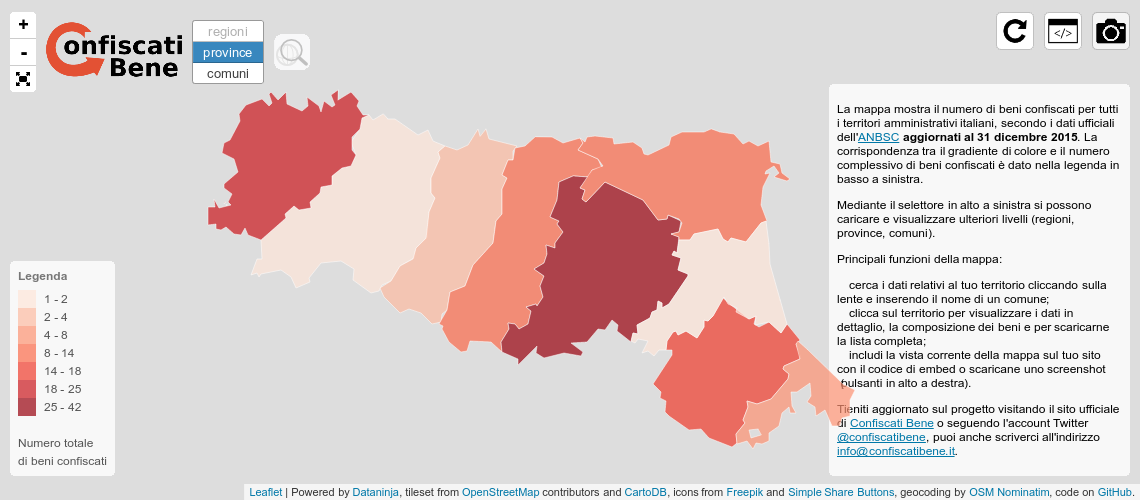 +
-
Confiscati
Bene
regioni
province
comuni
</>
La mappa mostra il numero di beni confiscati per tutti
i territori amministrativi italiani, secondo i dati ufficiali
dell'ANBSC aggiornati al 31 dicembre 2015. La
corrispondenza tra il gradiente di colore e il numero
complessivo di beni confiscati è dato nella legenda in
basso a sinistra.
Mediante il selettore in alto a sinistra si possono
caricare e visualizzare ulteriori livelli (regioni,
province, comuni).
Principali funzioni della mappa:
cerca i dati relativi al tuo territorio cliccando sulla
lente e inserendo il nome di un comune;
clicca sul territorio per visualizzare i dati in
dettaglio, la composizione dei beni e per scaricarne
la lista completa;
includi la vista corrente della mappa sul tuo sito
con il codice di embed o scaricane uno screenshot
(pulsanti in alto a destra).
Tieniti aggiornato sul progetto visitando il sito ufficiale
di Confiscati Bene o seguendo l'account Twitter
@confiscatibene, puoi anche scriverci all'indirizzo
info@confiscatibene.it.
Legenda
1 - 2
2 - 4
4 - 8
8 - 14
14 - 18
18 - 25
25 - 42
Numero totale
di beni confiscati
Leaflet | Powered by Dataninja, tileset from OpenStreetMap contributors and CartoDB, icons from Freepik and Simple Share Buttons, geocoding by OSM Nominatim, code on GitHub.